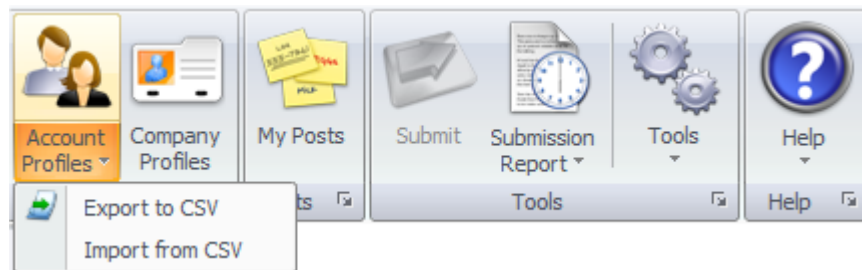 Account
Profiles
Company
Profiles
My Posts
Submit
Submission
Report
Tools
Help
ts
Tools
Help
Export to CSV
Import from CSV